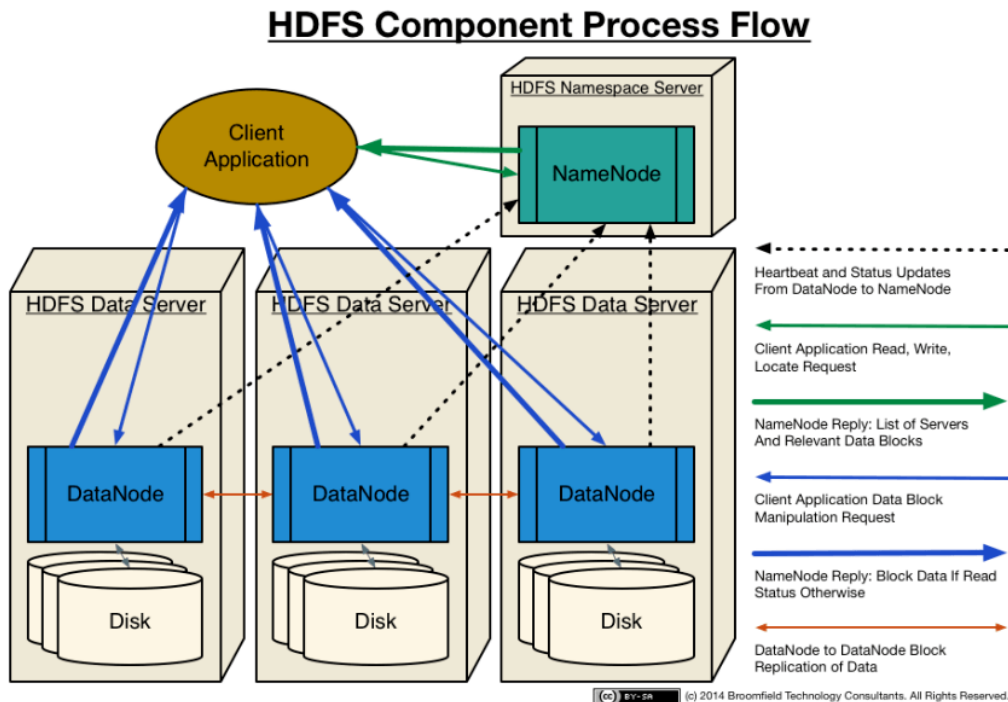 HDFS Component Process Flow
HDFS Namespace Server
Client
Application
NameNode
HDFS Data Server
HDFS Data Server
HDFS Data Server
DataNode
DataNode
DataNode
Disk
Disk
Disk
Heartbeat and Status Updates
From DataNode to NameNode
Client Application Read, Write,
Locate Request
NameNode Reply: List of Servers
And Relevant Data Blocks
Client Application Data Block
Manipulation Request
NameNode Reply: Block Data If Read
Status Otherwise
DataNode to DataNode Block
Replication of Data
(cc) BY-SA (c) 2014 Broomfield Technology Consultants. All Rights Reserved.